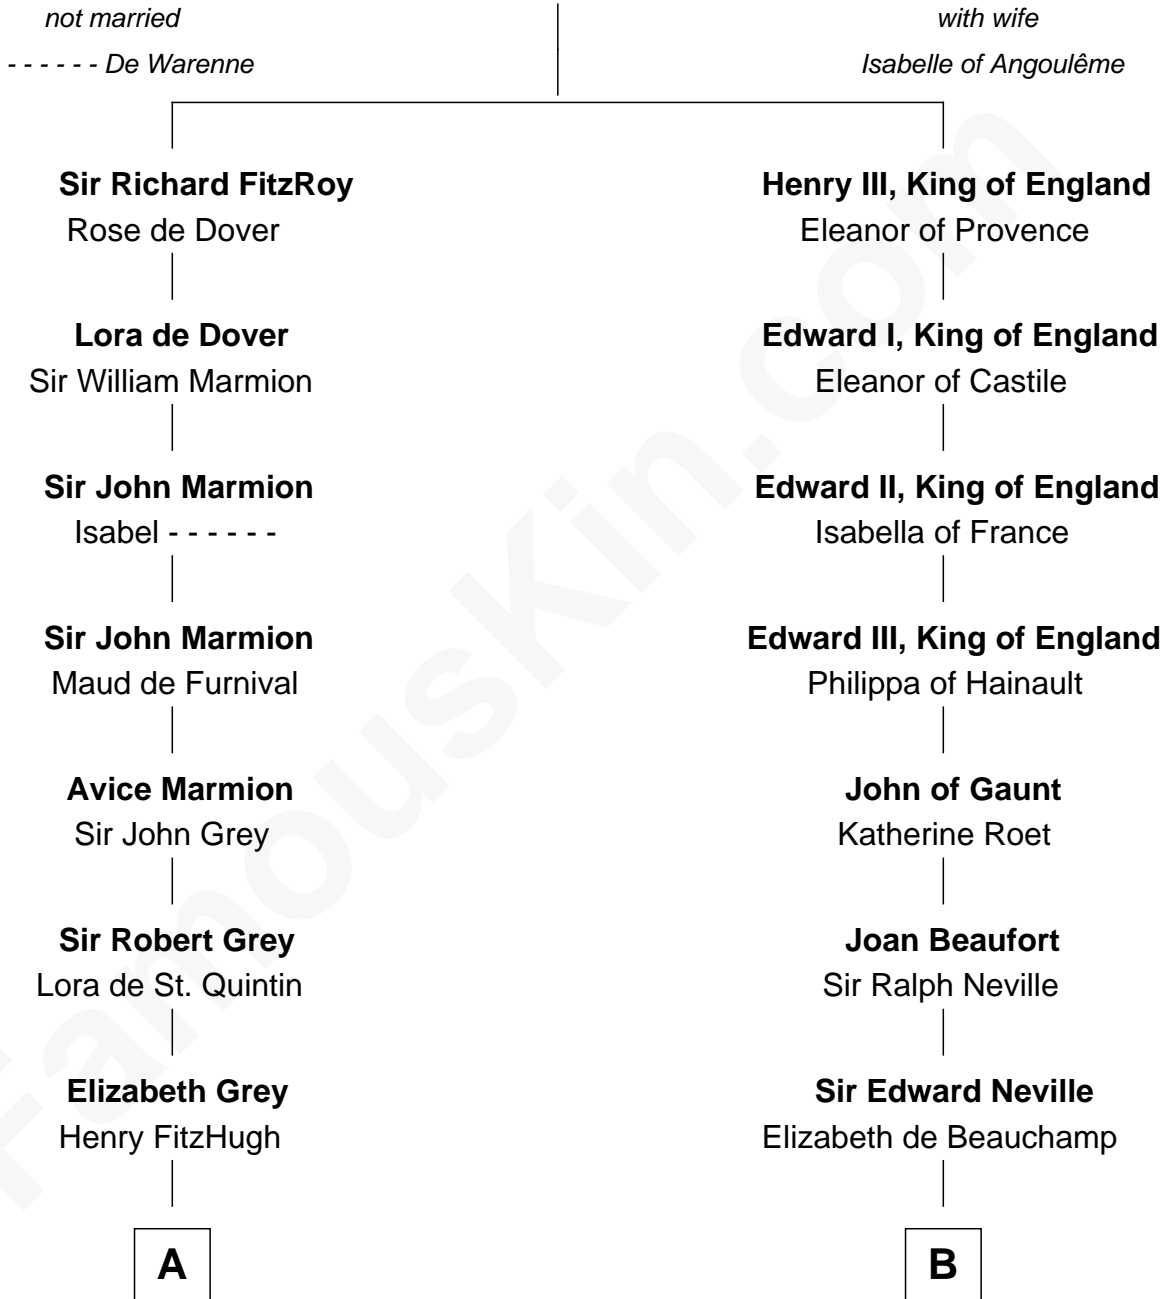 not married
with wife
- - - - - - De Warenne
Isabelle of Angoulême
Sir Richard FitzRoy
Rose de Dover
Henry III, King of England
Eleanor of Provence
Lora de Dover
Sir William Marmion
Edward I, King of England
Eleanor of Castile
Sir John Marmion
Isabel - - - - - -
Edward II, King of England
Isabella of France
Sir John Marmion
Maud de Furnival
Edward III, King of England
Philippa of Hainault
Avice Marmion
Sir John Grey
John of Gaunt
Katherine Roet
Sir Robert Grey
Lora de St. Quintin
Joan Beaufort
Sir Ralph Neville
Elizabeth Grey
Henry FitzHugh
Sir Edward Neville
Elizabeth de Beauchamp
A
B
FamousKin.com